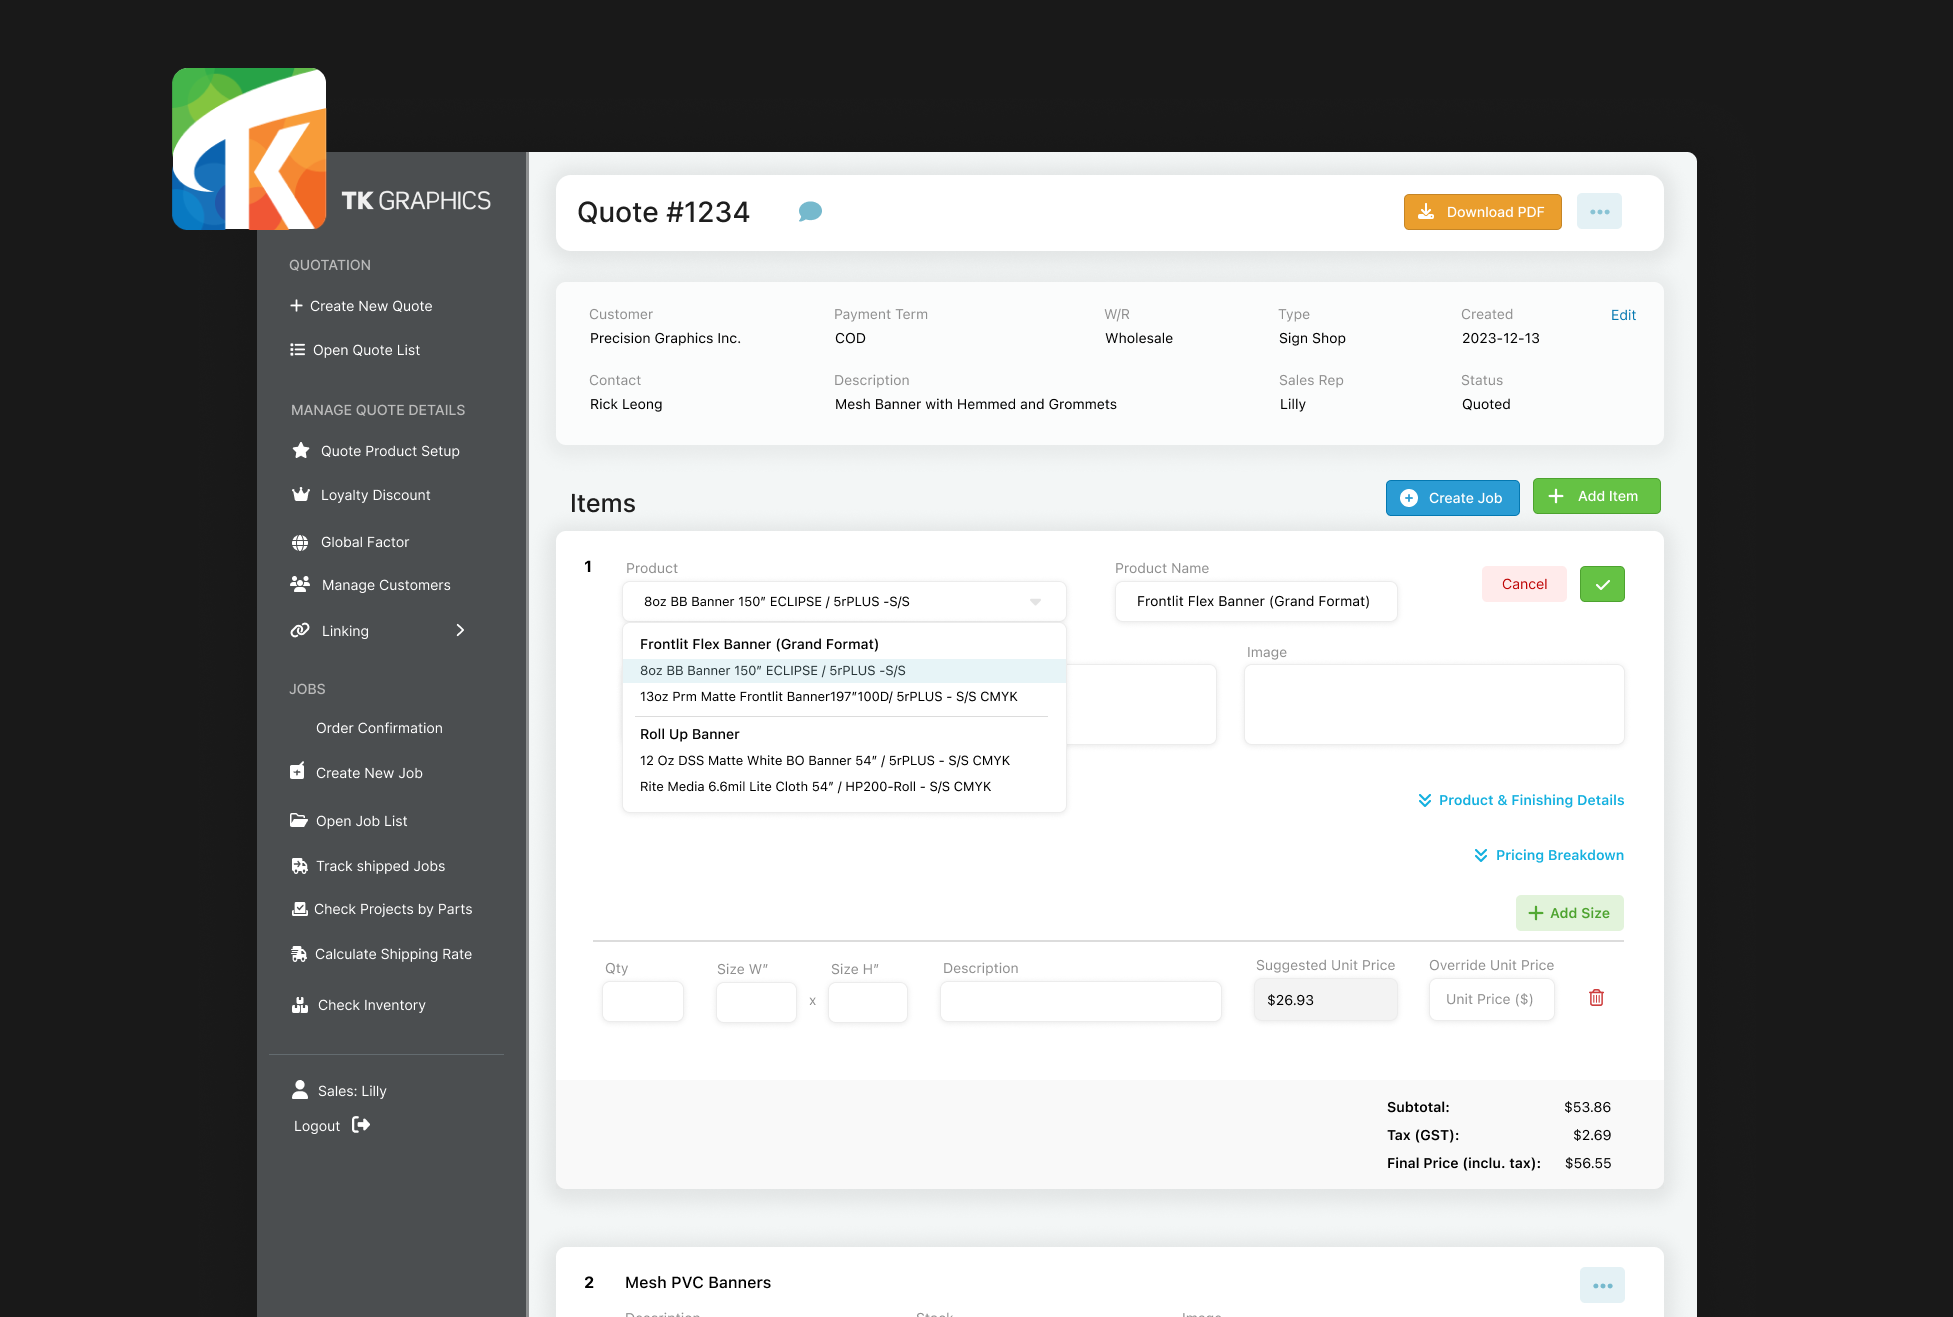 TK GRAPHICS
QUOTATION
Create New Quote
Open Quote List
MANAGE QUOTE DETAILS
Quote Product Setup
Loyalty Discount
Global Factor
Manage Customers
Linking
JOBS
Order Confirmation
Create New Job
Open Job List
Track shipped Jobs
Check Projects by Parts
Calculate Shipping Rate
Check Inventory
Sales: Lilly
Logout
Quote #1234
Download PDF
Customer Payment Term W/R Type Created Edit
Precision Graphics Inc. COD Wholesale Sign Shop 2023-12-13
Contact Description Sales Rep Status
Rick Leong Mesh Banner with Hemmed and Grommets Lilly Quoted
Items
Create Job
Add Item
1 Product Product Name
8oz BB Banner 150″ ECLIPSE / 5rPLUS -S/S
Frontlit Flex Banner (Grand Format)
Cancel
Frontlit Flex Banner (Grand Format)
8oz BB Banner 150″ ECLIPSE / 5rPLUS -S/S
13oz Prm Matte Frontlit Banner197″100D/ 5rPLUS - S/S CMYK
Roll Up Banner
12 Oz DSS Matte White BO Banner 54″ / 5rPLUS - S/S CMYK
Rite Media 6.6mil Lite Cloth 54″ / HP200-Roll - S/S CMYK
Image
Product & Finishing Details
Pricing Breakdown
Add Size
Qty Size W″ Size H″ Description Suggested Unit Price Override Unit Price
x $26.93 Unit Price ($)
Subtotal: $53.86
Tax (GST): $2.69
Final Price (inclu. tax): $56.55
2 Mesh PVC Banners
Description Stock Image